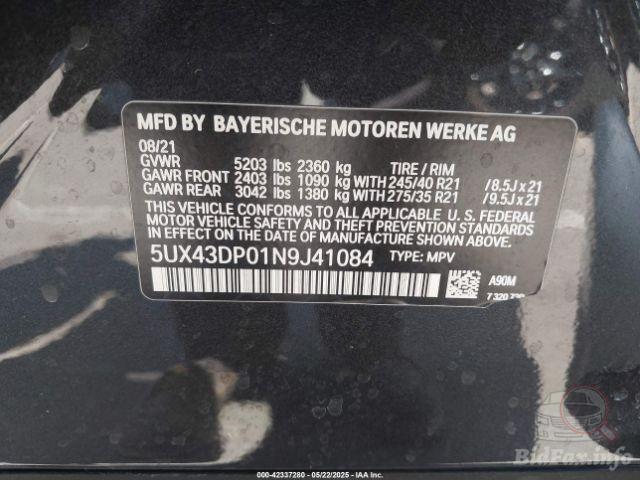 MFD BY BAYERISCHE MOTOREN WERKE AG
08/21
GVWR 5203 lbs 2360 kg TIRE / RIM
GAWR FRONT 2403 lbs 1090 kg WITH 245/40 R21 /8.5J x 21
GAWR REAR 3042 lbs 1380 kg WITH 275/35 R21 /9.5J x 21
THIS VEHICLE CONFORMS TO ALL APPLICABLE U. S. FEDERAL
MOTOR VEHICLE SAFETY AND THEFT PREVENTION
STANDARDS IN EFFECT ON THE DATE OF MANUFACTURE SHOWN ABOVE.
5UX43DP01N9J41084 TYPE: MPV
A90M
7 320
BidFax.info
000-42337280 - 05/22/2025 - IAA Inc.